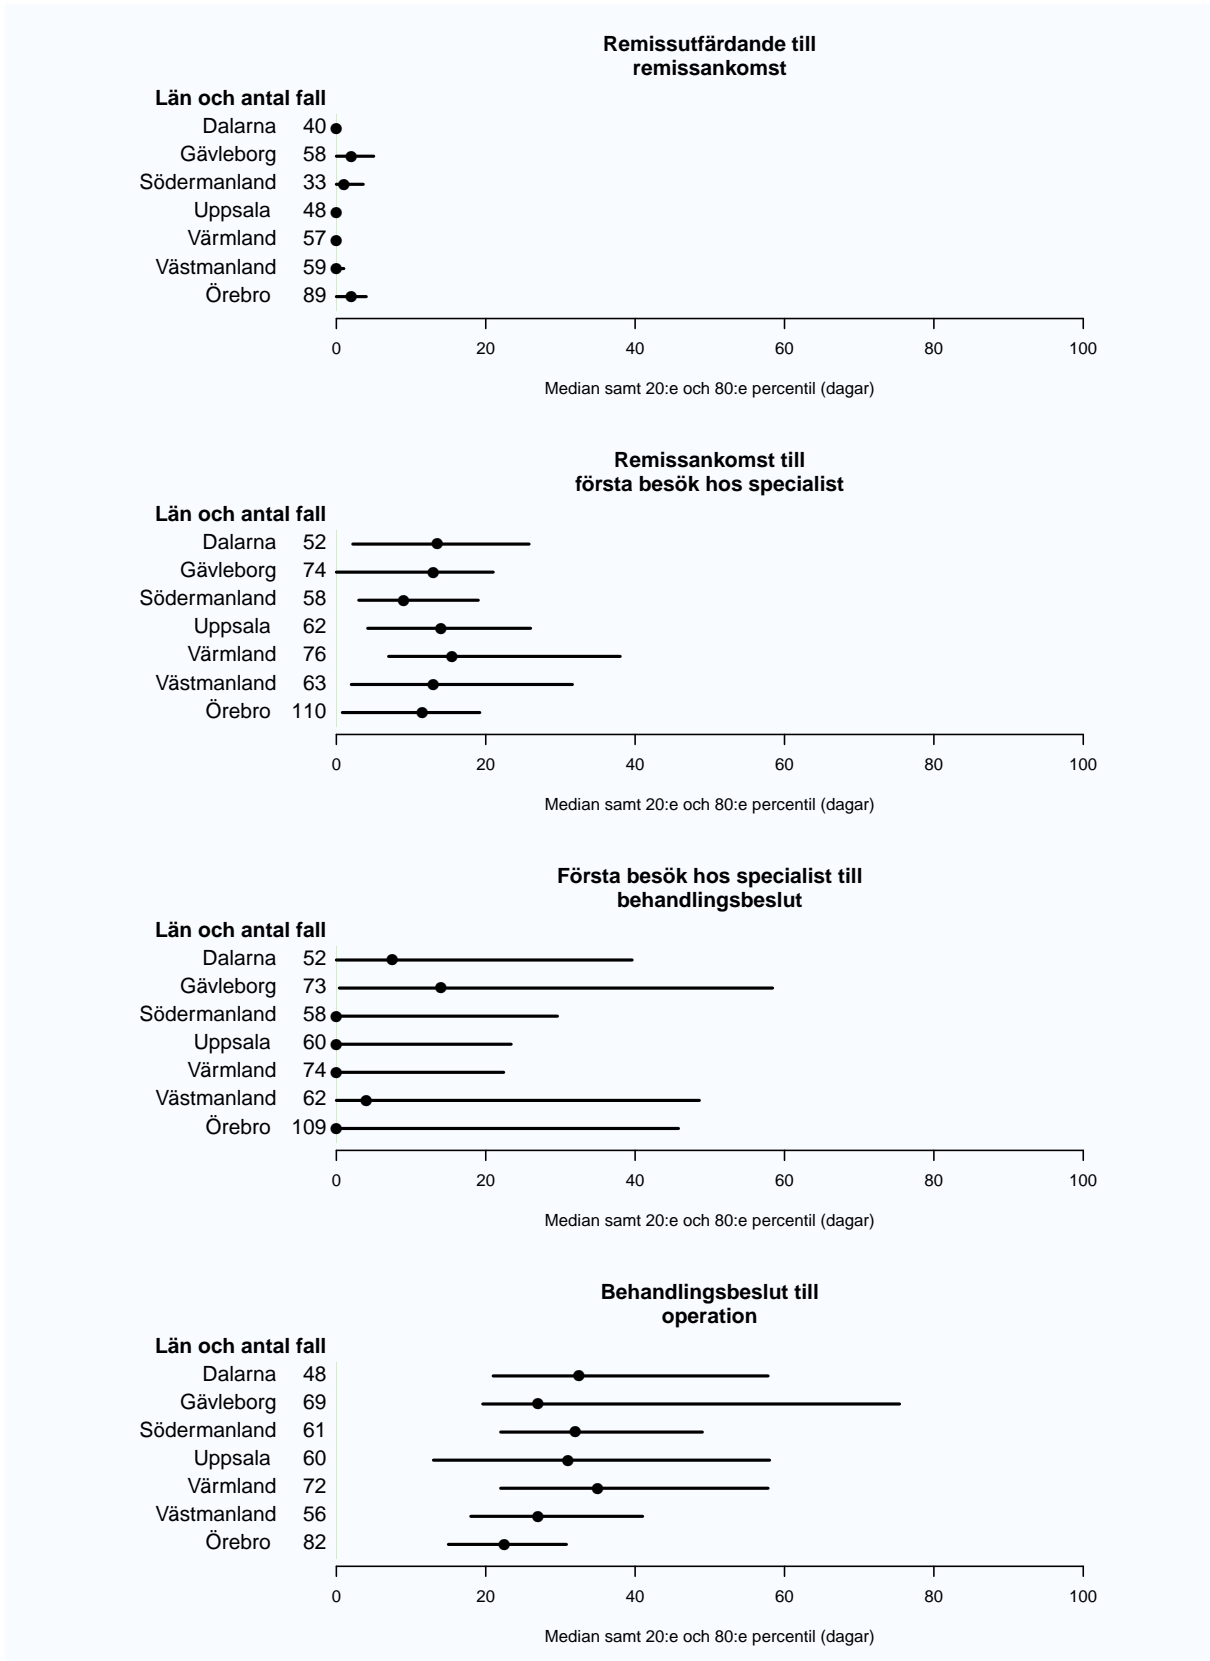 Remissutfärdande till
remissankomst
Län och antal fall
Dalarna 40
Gävleborg 58
Södermanland 33
Uppsala 48
Värmland 57
Västmanland 59
Örebro 89
0 20 40 60 80 100
Median samt 20:e och 80:e percentil (dagar)
Remissankomst till
första besök hos specialist
Län och antal fall
Dalarna 52
Gävleborg 74
Södermanland 58
Uppsala 62
Värmland 76
Västmanland 63
Örebro 110
0 20 40 60 80 100
Median samt 20:e och 80:e percentil (dagar)
Första besök hos specialist till
behandlingsbeslut
Län och antal fall
Dalarna 52
Gävleborg 73
Södermanland 58
Uppsala 60
Värmland 74
Västmanland 62
Örebro 109
0 20 40 60 80 100
Median samt 20:e och 80:e percentil (dagar)
Behandlingsbeslut till
operation
Län och antal fall
Dalarna 48
Gävleborg 69
Södermanland 61
Uppsala 60
Värmland 72
Västmanland 56
Örebro 82
0 20 40 60 80 100
Median samt 20:e och 80:e percentil (dagar)